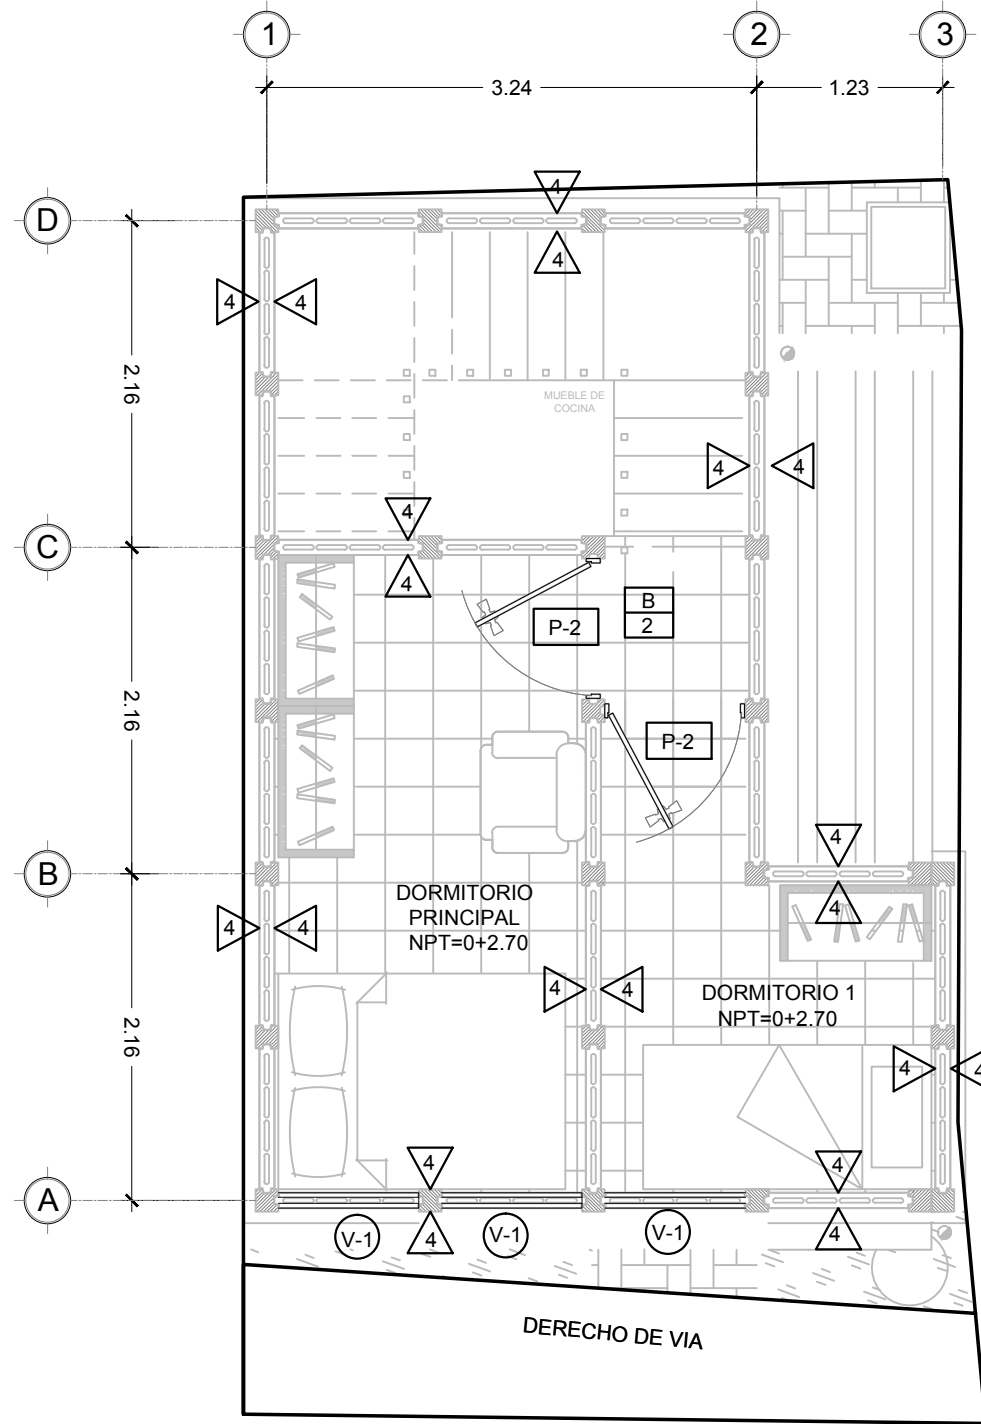 1
2
3
3.24
1.23
4
D
4
4
4
2.16
MUEBLE DE
COCINA
4
4
4
C
4
B
2
P-2
2.16
P-2
4
B
4
DORMITORIO
PRINCIPAL
NPT=0+2.70
4
4
4
4
DORMITORIO 1
NPT=0+2.70
2.16
4
4
4
4
A
V-1
4
V-1
V-1
4
DERECHO DE VIA